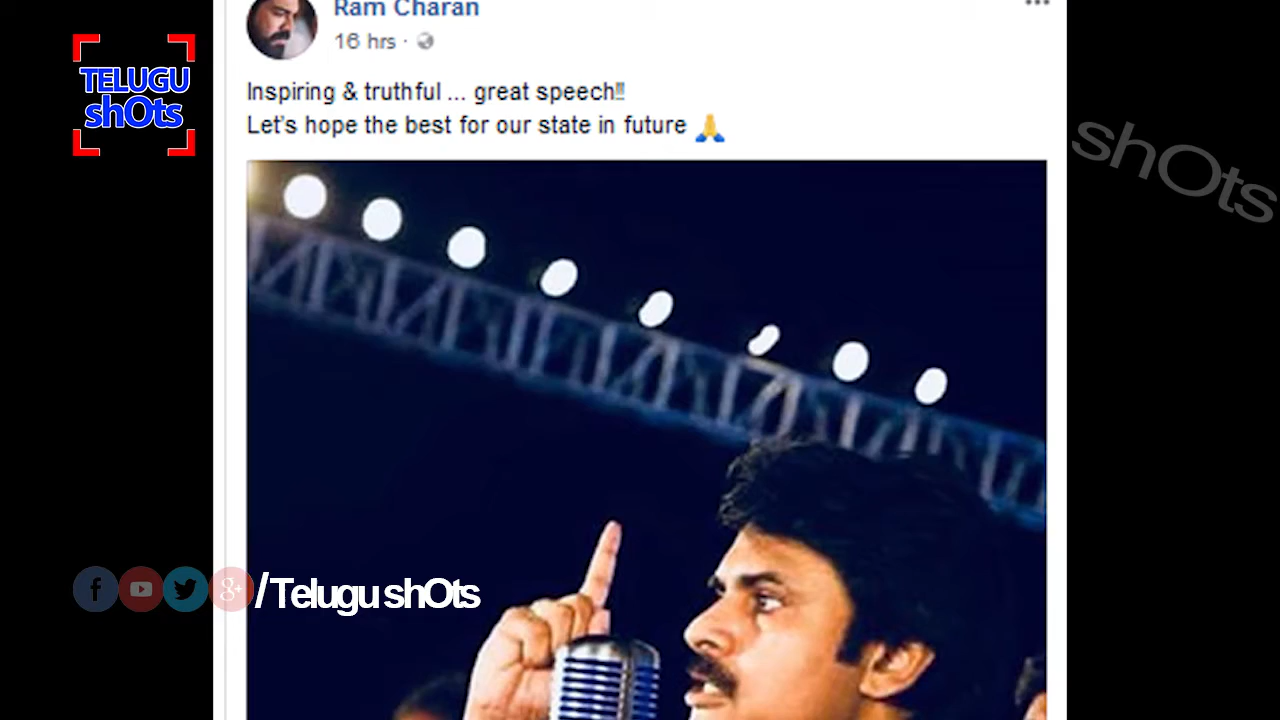 Ram Charan
16 hrs ·
TELUGU
shOts
Inspiring & truthful ... great speech!!
Let's hope the best for our state in future 🙏
shOts
/Telugu shOts